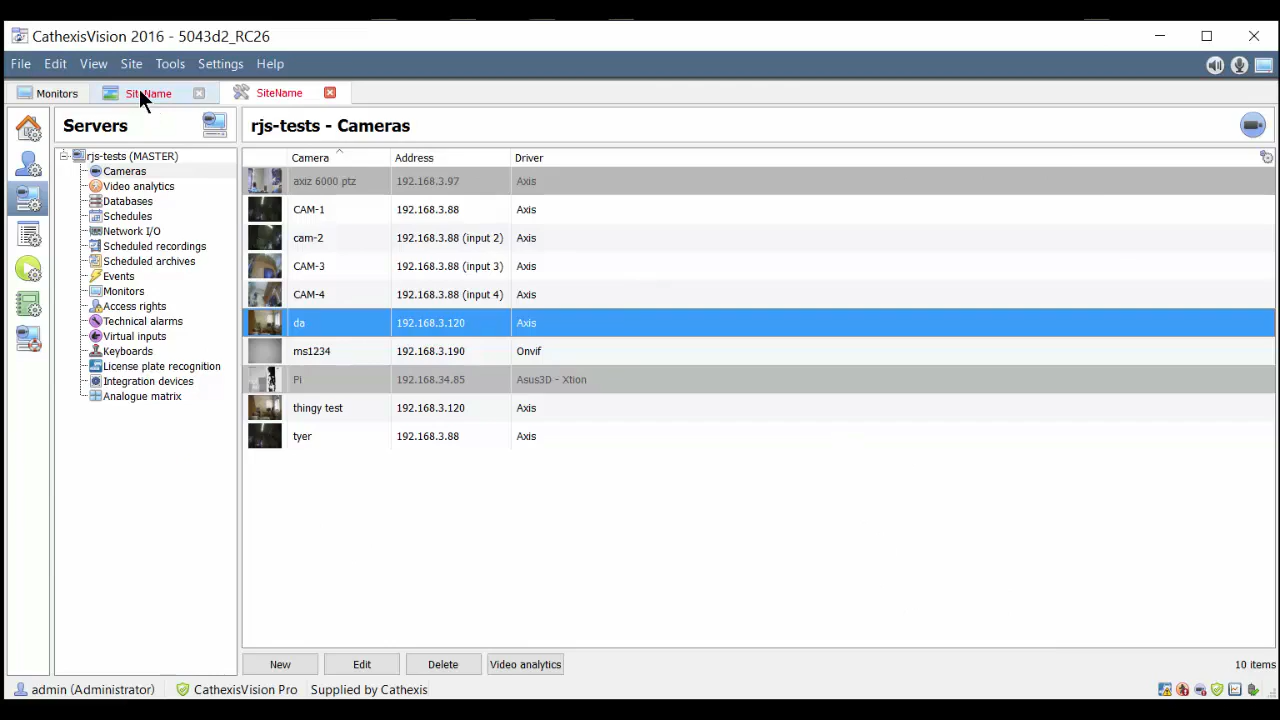 CathexisVision 2016 - 5043d2_RC26
File Edit View Site Tools Settings Help
Monitors SiteName SiteName
Servers
rjs-tests (MASTER)
Cameras
Video analytics
Databases
Schedules
Network I/O
Scheduled recordings
Scheduled archives
Events
Monitors
Access rights
Technical alarms
Virtual inputs
Keyboards
License plate recognition
Integration devices
Analogue matrix
rjs-tests - Cameras
Camera Address Driver
axiz 6000 ptz 192.168.3.97 Axis
CAM-1 192.168.3.88 Axis
cam-2 192.168.3.88 (input 2) Axis
CAM-3 192.168.3.88 (input 3) Axis
CAM-4 192.168.3.88 (input 4) Axis
da 192.168.3.120 Axis
ms1234 192.168.3.190 Onvif
Pi 192.168.34.85 Asus3D - Xtion
thingy test 192.168.3.120 Axis
tyer 192.168.3.88 Axis
New Edit Delete Video analytics 10 items
admin (Administrator) CathexisVision Pro Supplied by Cathexis